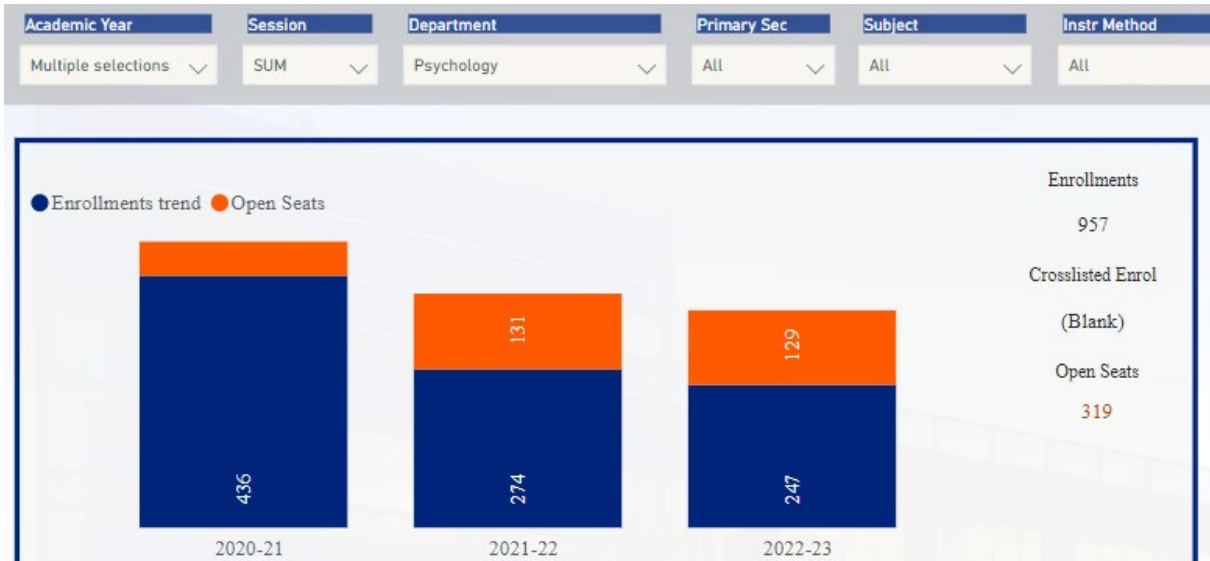 Academic Year Session Department Primary Sec Subject Instr Method
Multiple selections SUM Psychology All All All
Enrollments trend Open Seats
Enrollments
957
Crosslisted Enrol
(Blank)
Open Seats
319
131
129
436
274
247
2020-21 2021-22 2022-23